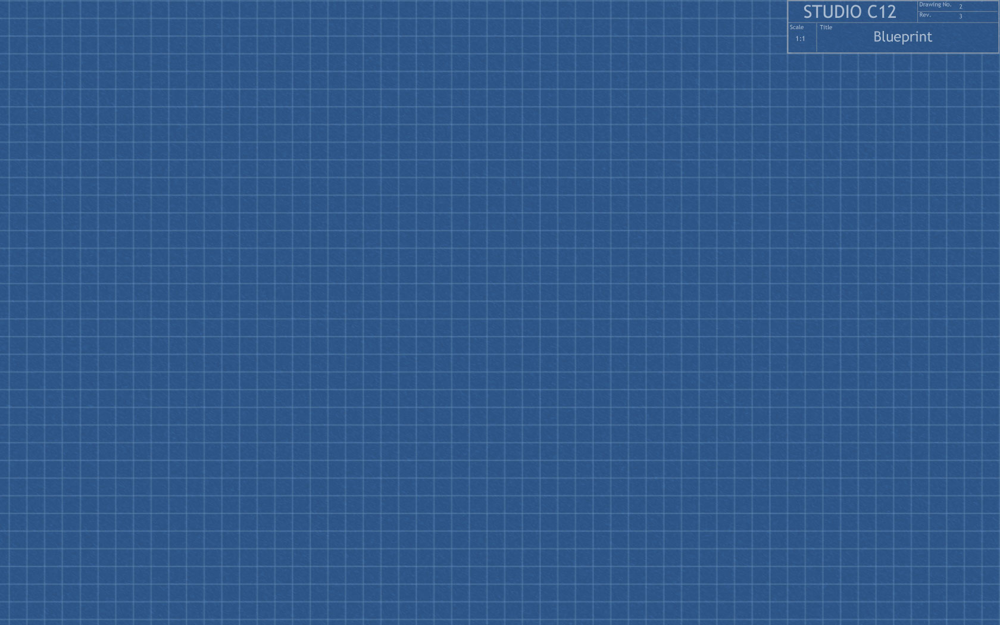 STUDIO C12
Drawing No. 2
Rev. 3
Scale
1:1
Title
Blueprint